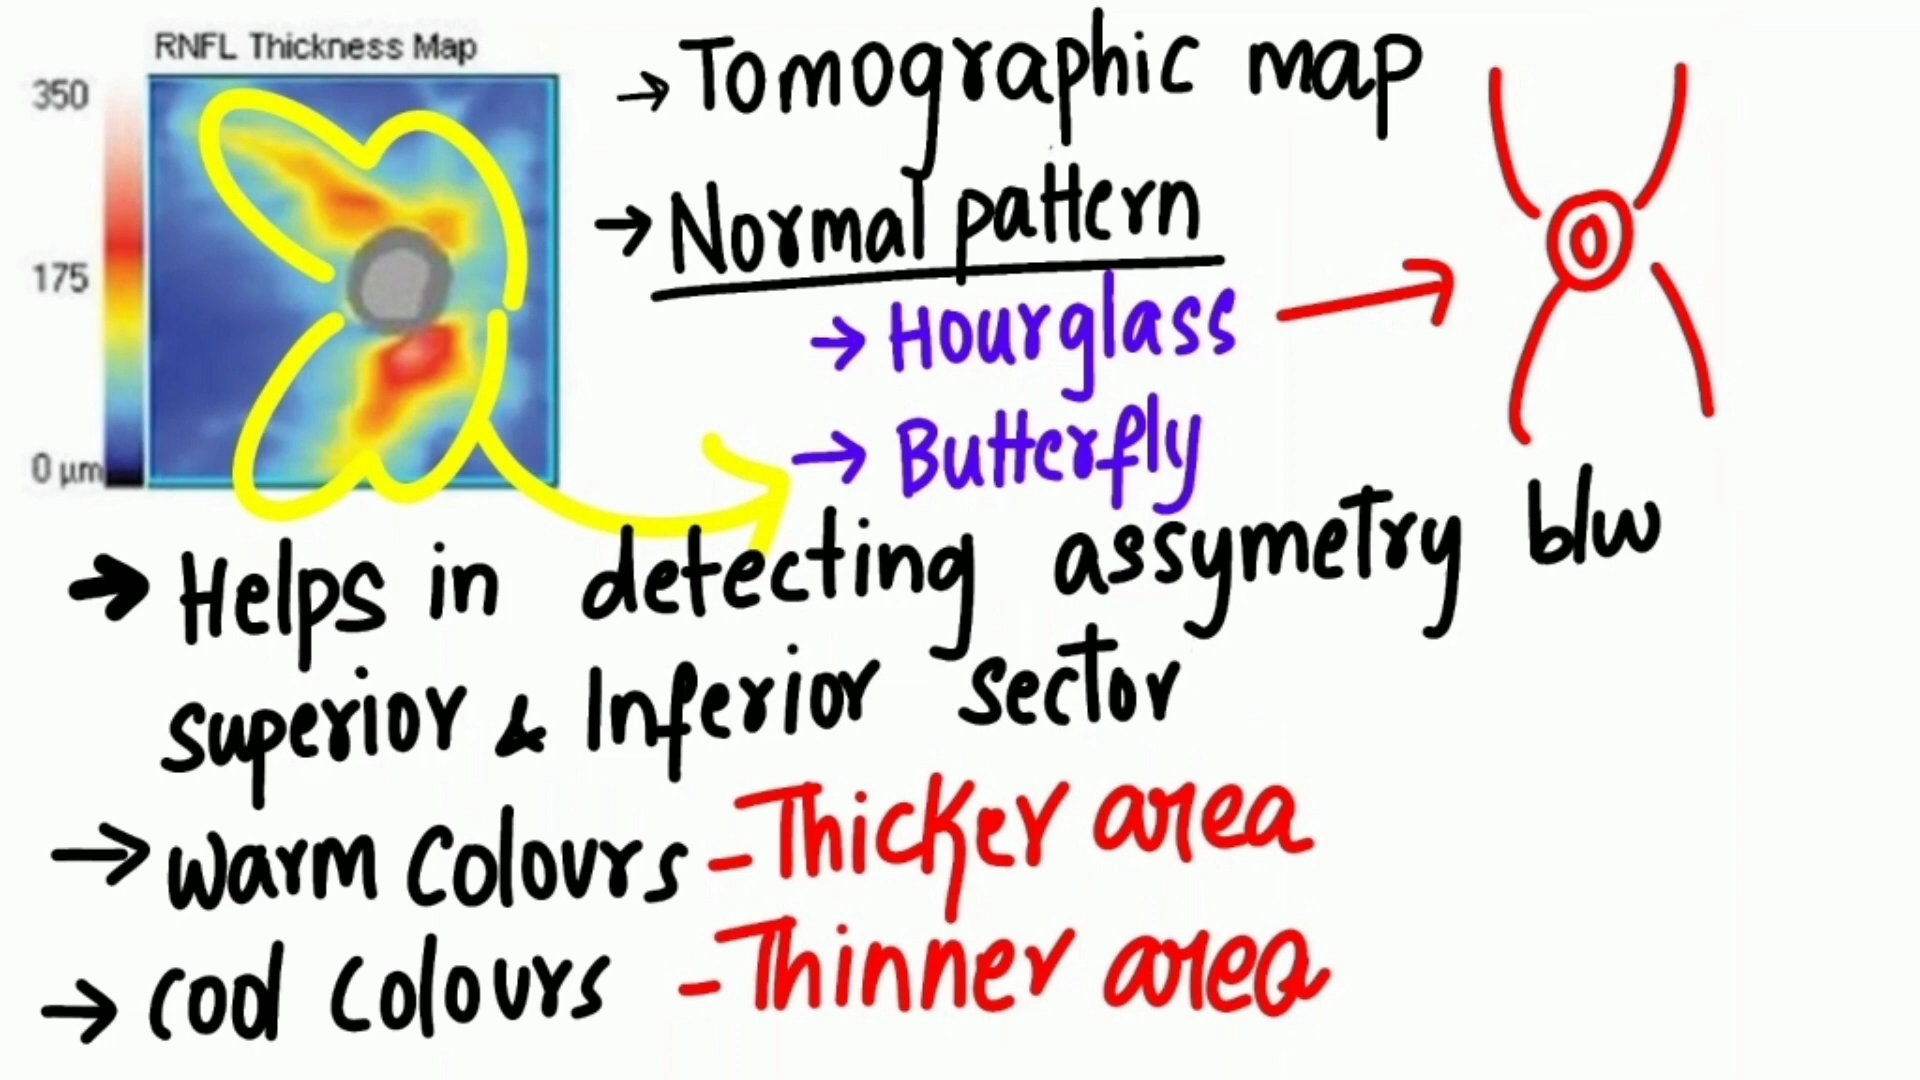 RNFL Thickness Map
350
175
0 µm
→ Tomographic map
→ Normal pattern
→ Hourglass →
→ Butterfly
→ Helps in detecting assymetry b/w
superior & Inferior sector
→ Warm Colours - Thicker area
→ Cool Colours - Thinner area